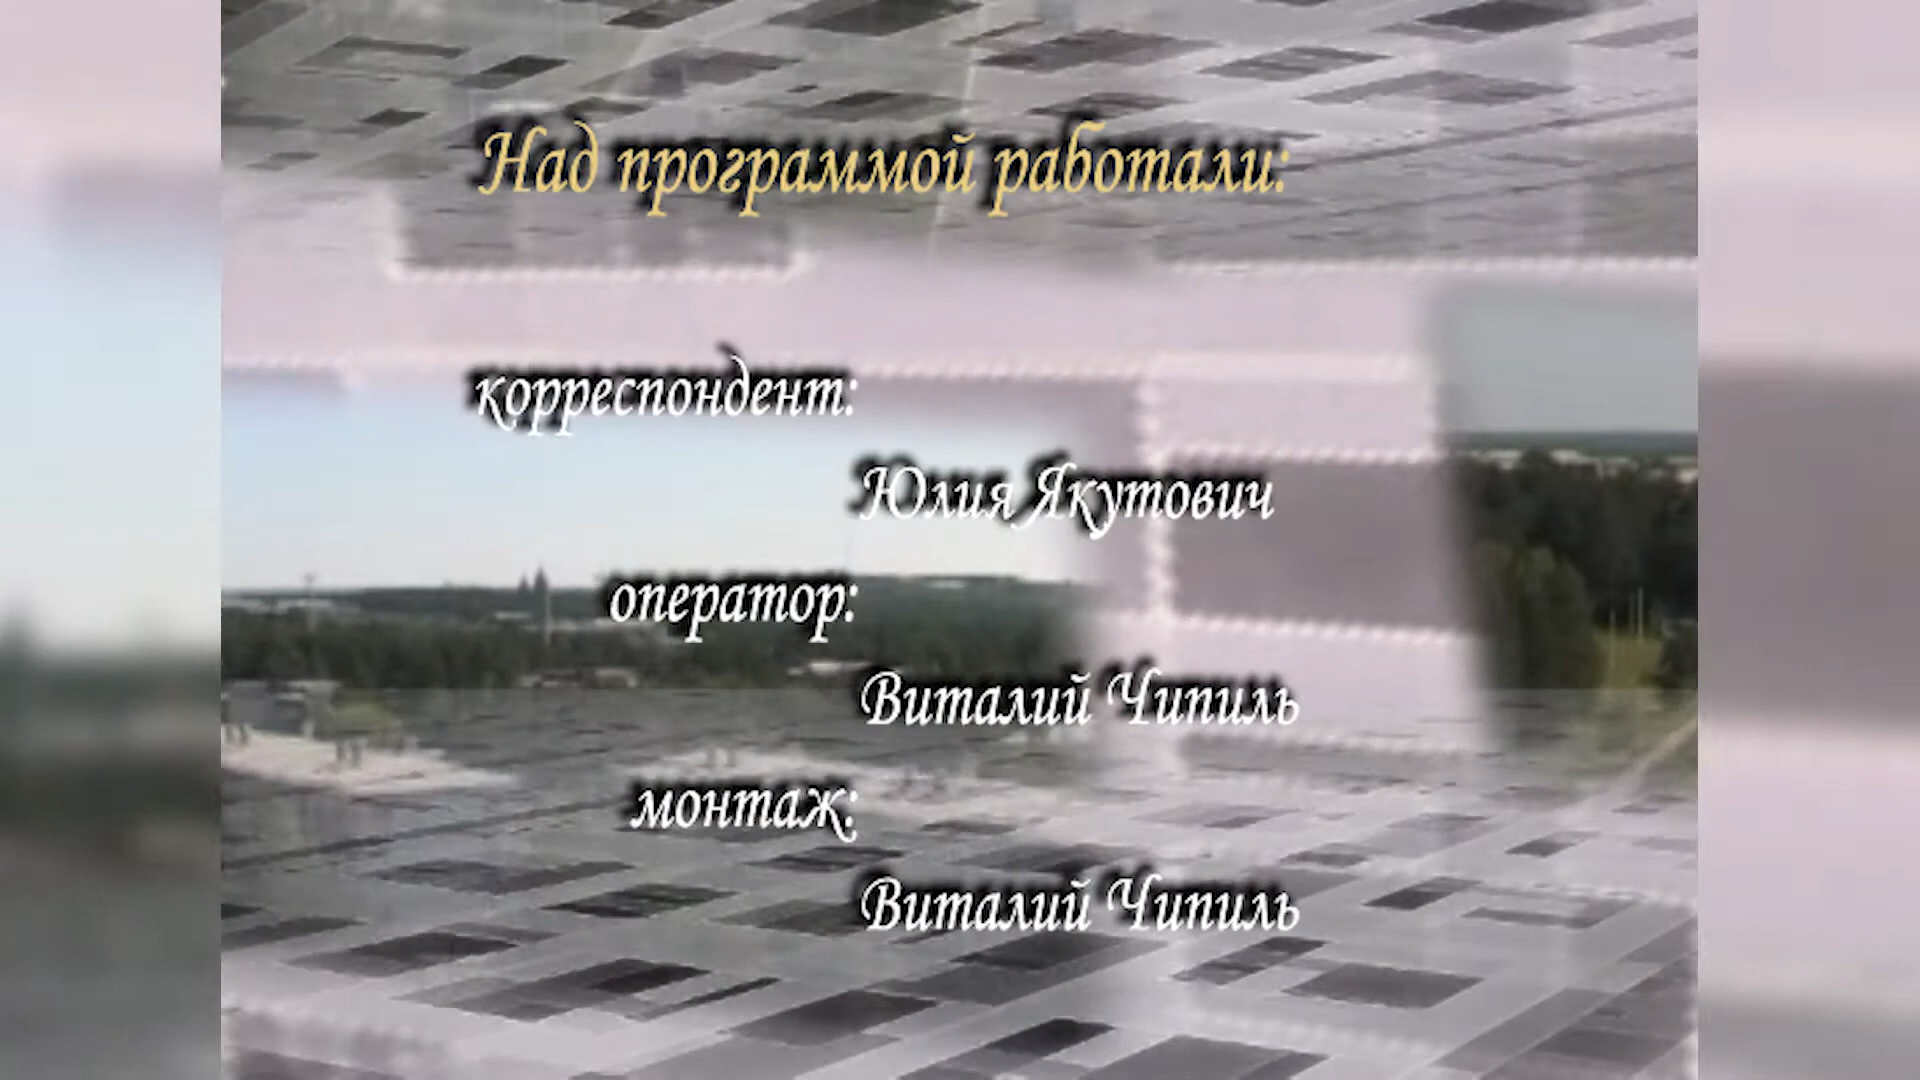 Над программой работали:
корреспондент:
Юлия Якутович
оператор:
Виталий Чипиль
монтаж:
Виталий Чипиль